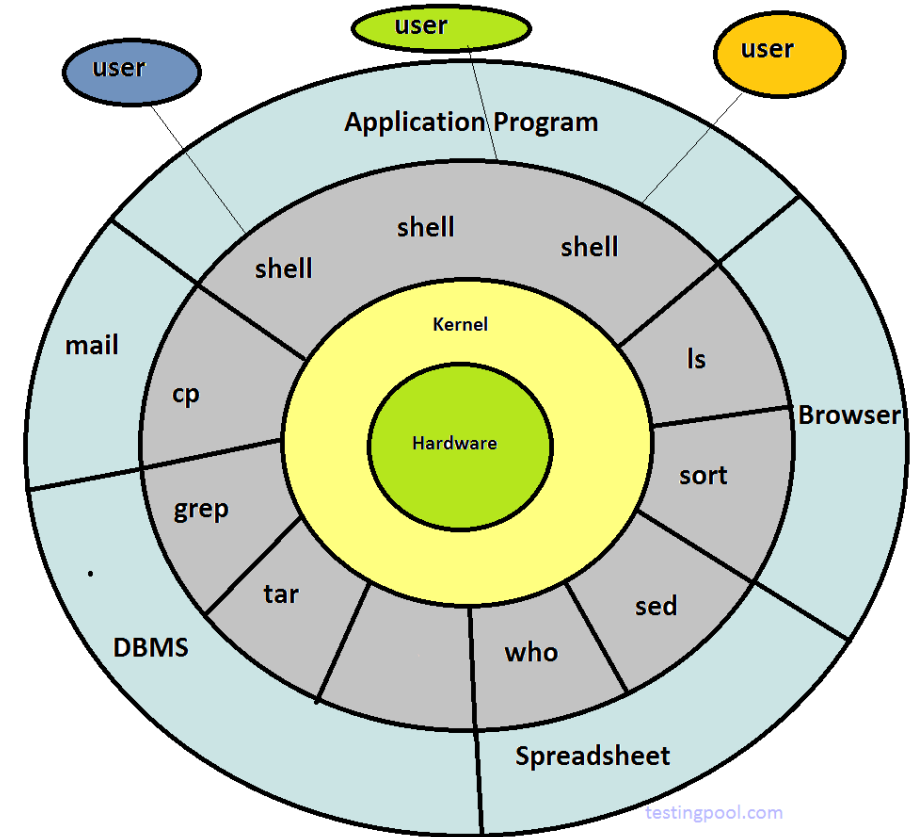 user
user
user
Application Program
shell
shell
shell
Kernel
mail
ls
cp
Browser
Hardware
sort
grep
tar
sed
DBMS
who
Spreadsheet
testingpool.com